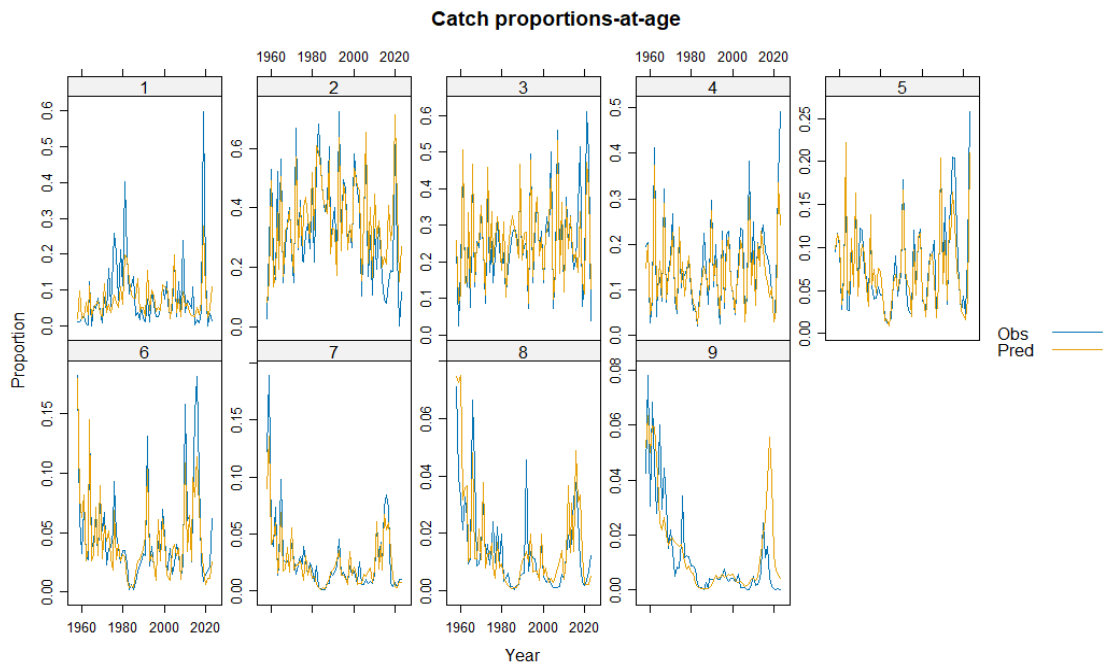 Catch proportions-at-age
1960 1980 2000 2020 1960 1980 2000 2020
1 2 3 4 5
0.0 0.1 0.2 0.3 0.4 0.5 0.6
0.0 0.2 0.4 0.6
0.0 0.1 0.2 0.3 0.4 0.5 0.6
0.0 0.1 0.2 0.3 0.4 0.5
0.00 0.05 0.10 0.15 0.20 0.25
Proportion
Obs
Pred
6 7 8 9
0.00 0.05 0.10 0.15
0.00 0.05 0.10 0.15
0.00 0.02 0.04 0.06
0.00 0.02 0.04 0.06 0.08
1960 1980 2000 2020 1960 1980 2000 2020
Year